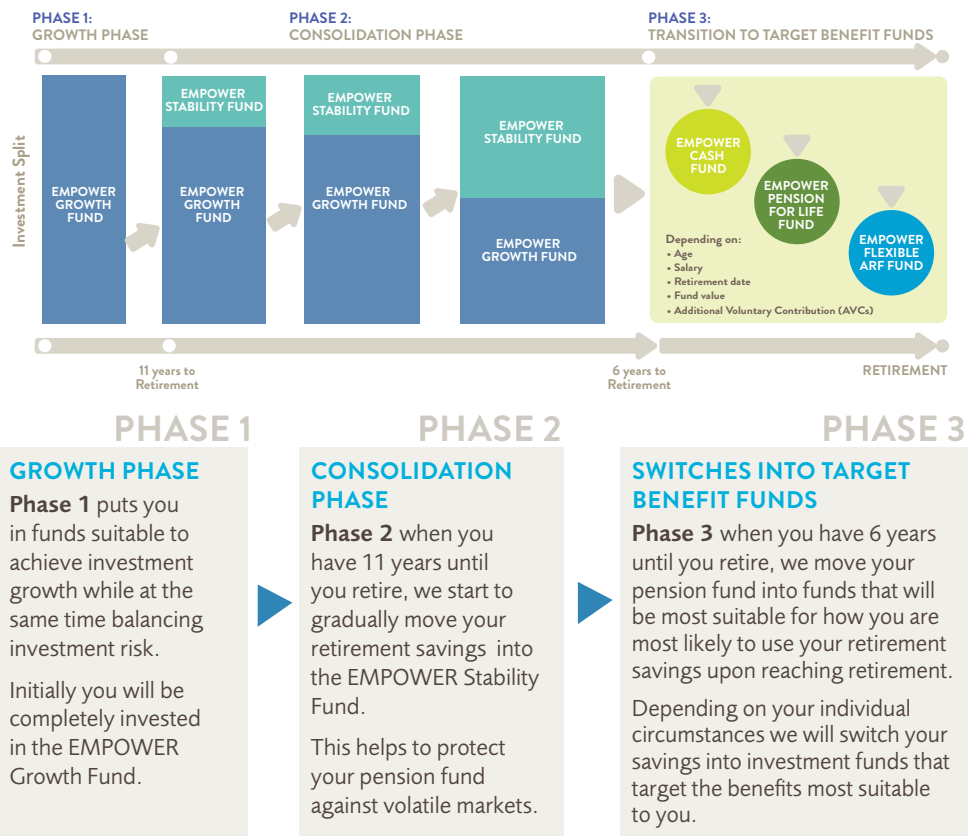 PHASE 1:
GROWTH PHASE
PHASE 2:
CONSOLIDATION PHASE
PHASE 3:
TRANSITION TO TARGET BENEFIT FUNDS
Investment Split
EMPOWER
GROWTH
FUND
EMPOWER
STABILITY FUND
EMPOWER
GROWTH
FUND
EMPOWER
STABILITY FUND
EMPOWER
GROWTH FUND
EMPOWER
STABILITY FUND
EMPOWER
GROWTH FUND
EMPOWER
CASH
FUND
EMPOWER
PENSION
FOR LIFE
FUND
EMPOWER
FLEXIBLE
ARF FUND
Depending on:
• Age
• Salary
• Retirement date
• Fund value
• Additional Voluntary Contribution (AVCs)
11 years to
Retirement
6 years to
Retirement
RETIREMENT
PHASE 1
GROWTH PHASE
Phase 1 puts you
in funds suitable to
achieve investment
growth while at the
same time balancing
investment risk.
Initially you will be
completely invested
in the EMPOWER
Growth Fund.
PHASE 2
CONSOLIDATION
PHASE
Phase 2 when you
have 11 years until
you retire, we start to
gradually move your
retirement savings into
the EMPOWER Stability
Fund.
This helps to protect
your pension fund
against volatile markets.
PHASE 3
SWITCHES INTO TARGET
BENEFIT FUNDS
Phase 3 when you have 6 years
until you retire, we move your
pension fund into funds that will
be most suitable for how you are
most likely to use your retirement
savings upon reaching retirement.
Depending on your individual
circumstances we will switch your
savings into investment funds that
target the benefits most suitable
to you.